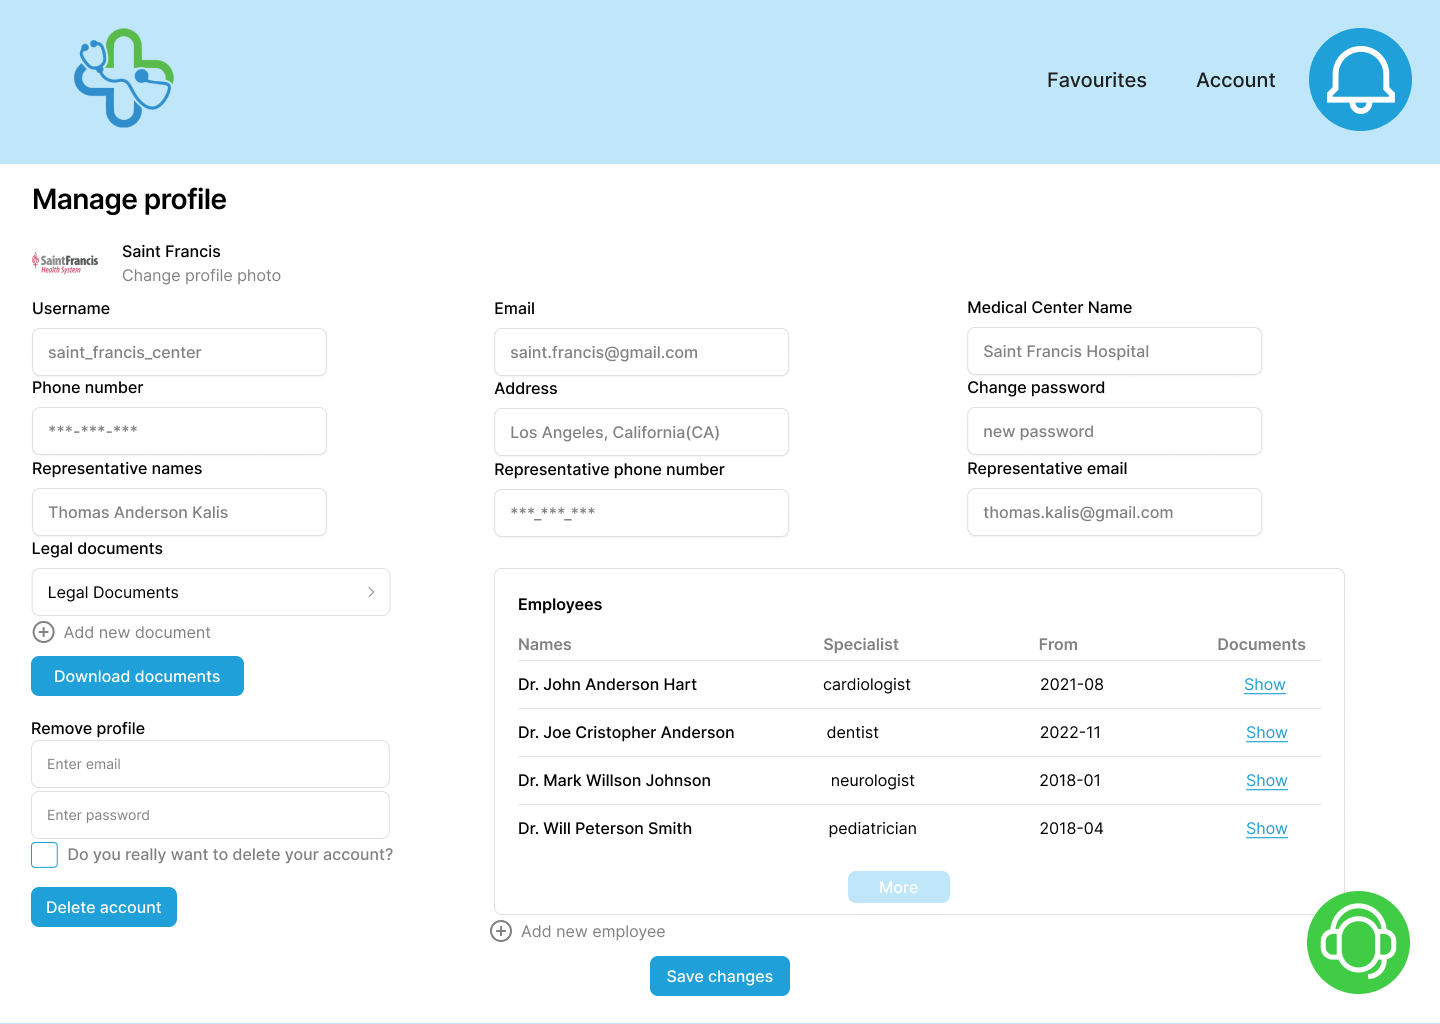 Favourites
Account
Manage profile
SaintFrancis
Health System
Saint Francis
Change profile photo
Username
Email
Medical Center Name
saint_francis_center
saint.francis@gmail.com
Saint Francis Hospital
Phone number
Address
Change password
***-***-***
Los Angeles, California(CA)
new password
Representative names
Representative phone number
Representative email
Thomas Anderson Kalis
***_***_***
thomas.kalis@gmail.com
Legal documents
Legal Documents
Add new document
Download documents
Remove profile
Enter email
Enter password
Do you really want to delete your account?
Delete account
Employees
Names Specialist From Documents
Dr. John Anderson Hart cardiologist 2021-08 Show
Dr. Joe Cristopher Anderson dentist 2022-11 Show
Dr. Mark Willson Johnson neurologist 2018-01 Show
Dr. Will Peterson Smith pediatrician 2018-04 Show
More
Add new employee
Save changes